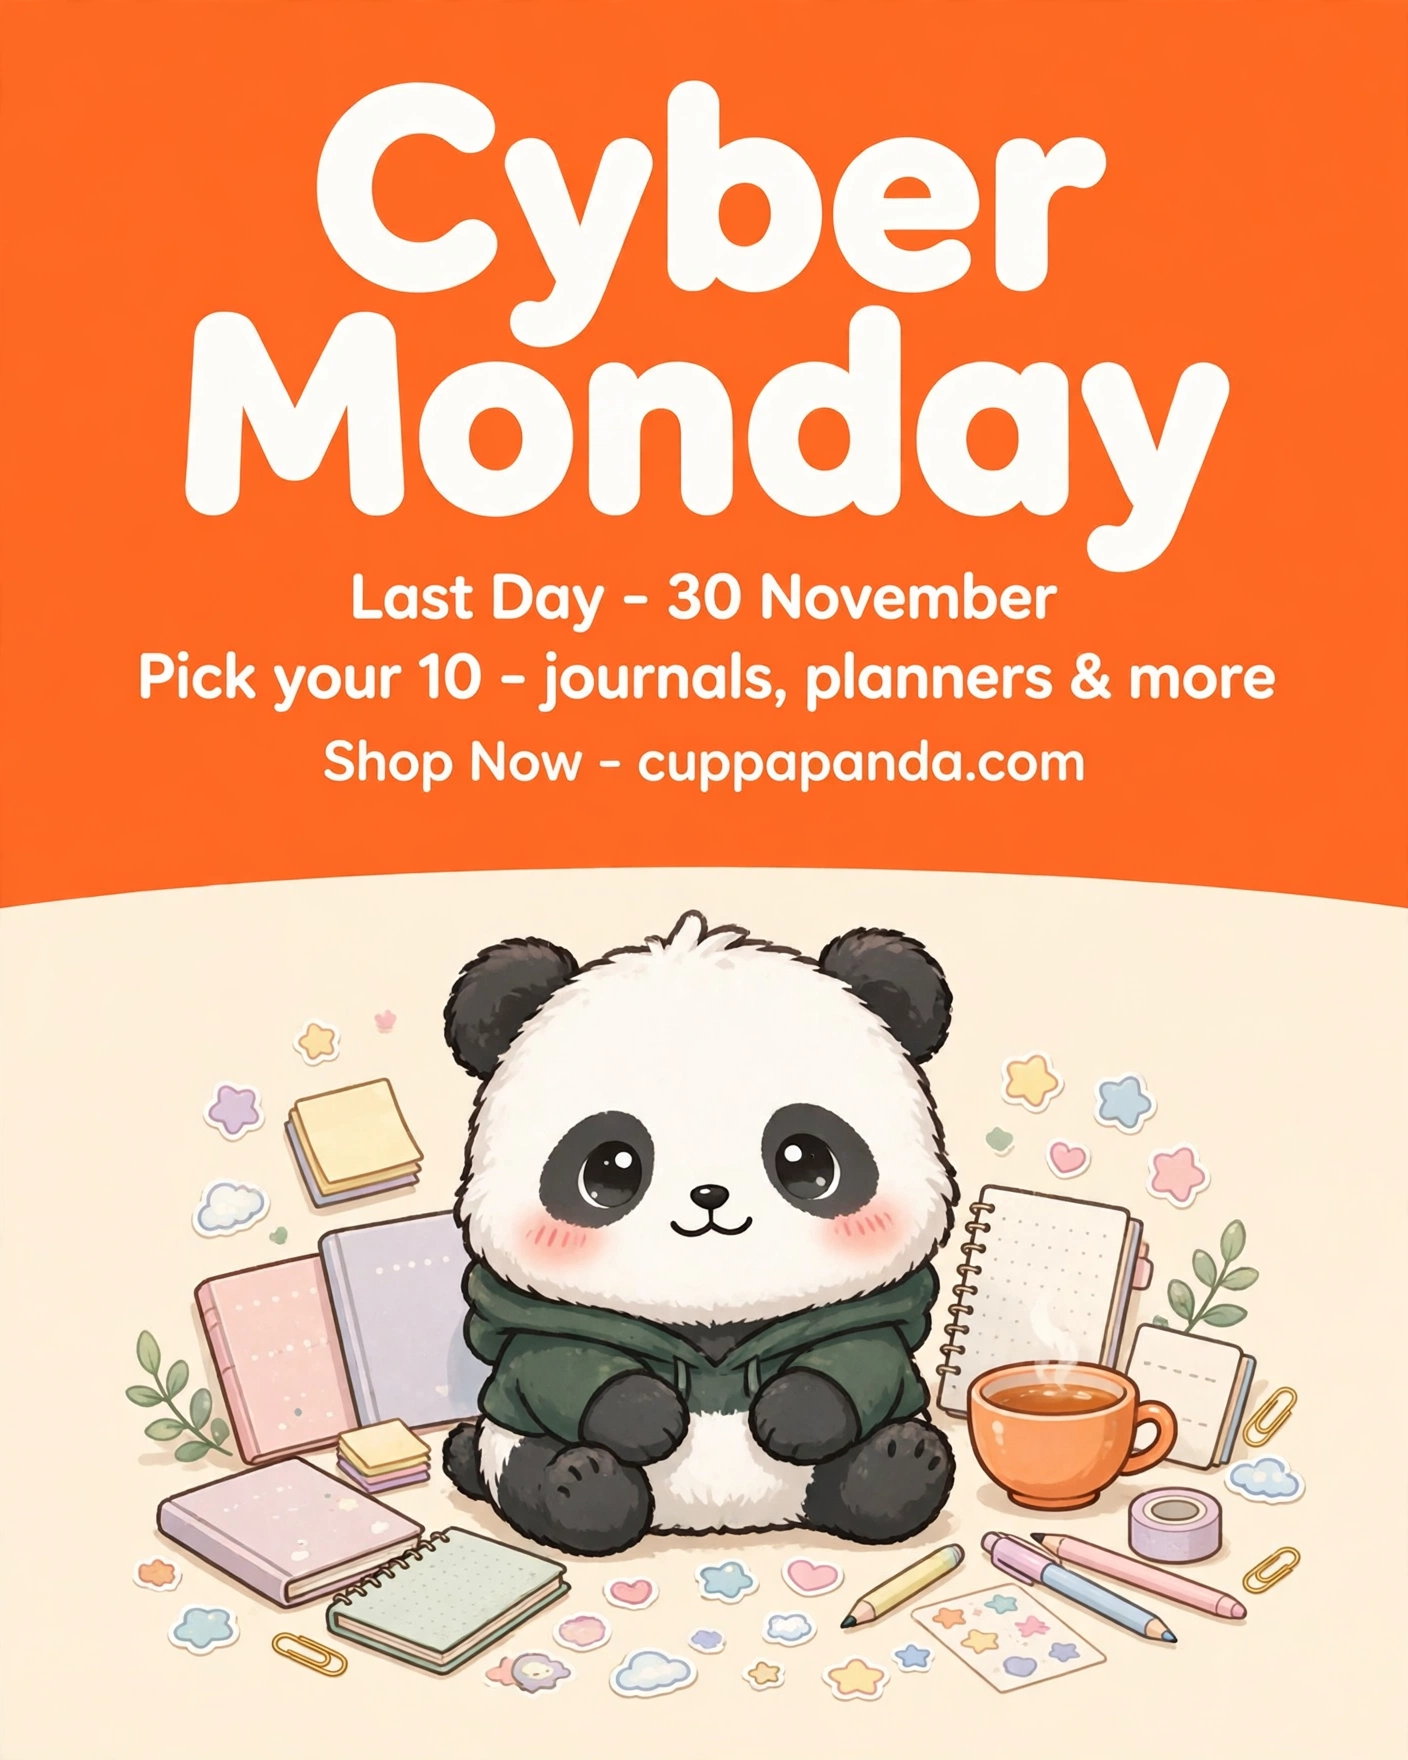 Cyber
Monday
Last Day - 30 November
Pick your 10 - journals, planners & more
Shop Now - cuppapanda.com